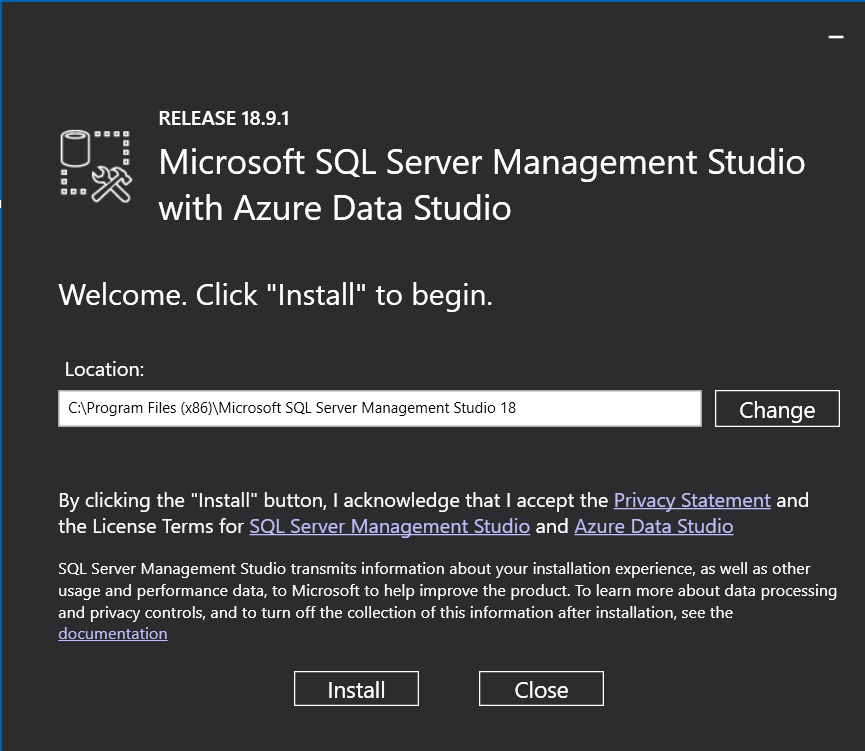 RELEASE 18.9.1
Microsoft SQL Server Management Studio
with Azure Data Studio
Welcome. Click "Install" to begin.
Location:
C:\Program Files (x86)\Microsoft SQL Server Management Studio 18
Change
By clicking the "Install" button, I acknowledge that I accept the Privacy Statement and
the License Terms for SQL Server Management Studio and Azure Data Studio
SQL Server Management Studio transmits information about your installation experience, as well as other
usage and performance data, to Microsoft to help improve the product. To learn more about data processing
and privacy controls, and to turn off the collection of this information after installation, see the
documentation
Install
Close